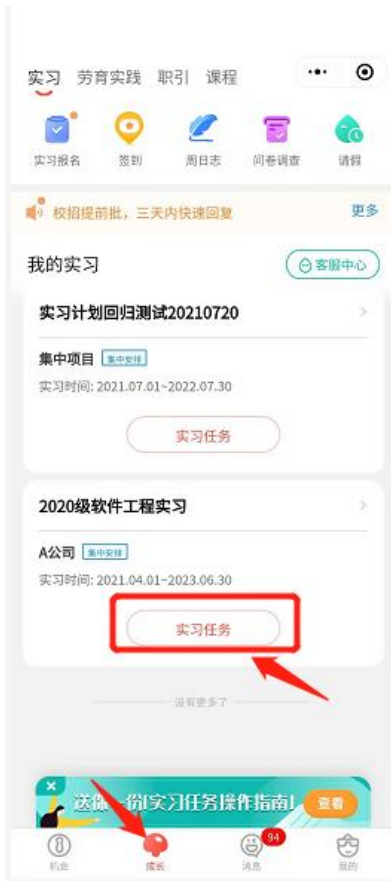 实习 劳育实践 职引 课程
实习报名 签到 周日志 问卷调查 请假
校招提前批，三天内快速回复 更多
我的实习 客服中心
实习计划回归测试20210720
集中项目 集中安排
实习时间: 2021.07.01~2022.07.30
实习任务
2020级软件工程实习
A公司 集中安排
实习时间: 2021.04.01~2023.06.30
实习任务
没有更多了
送你一份!实习任务操作指南! 查看
94
机会 成长 消息 我的